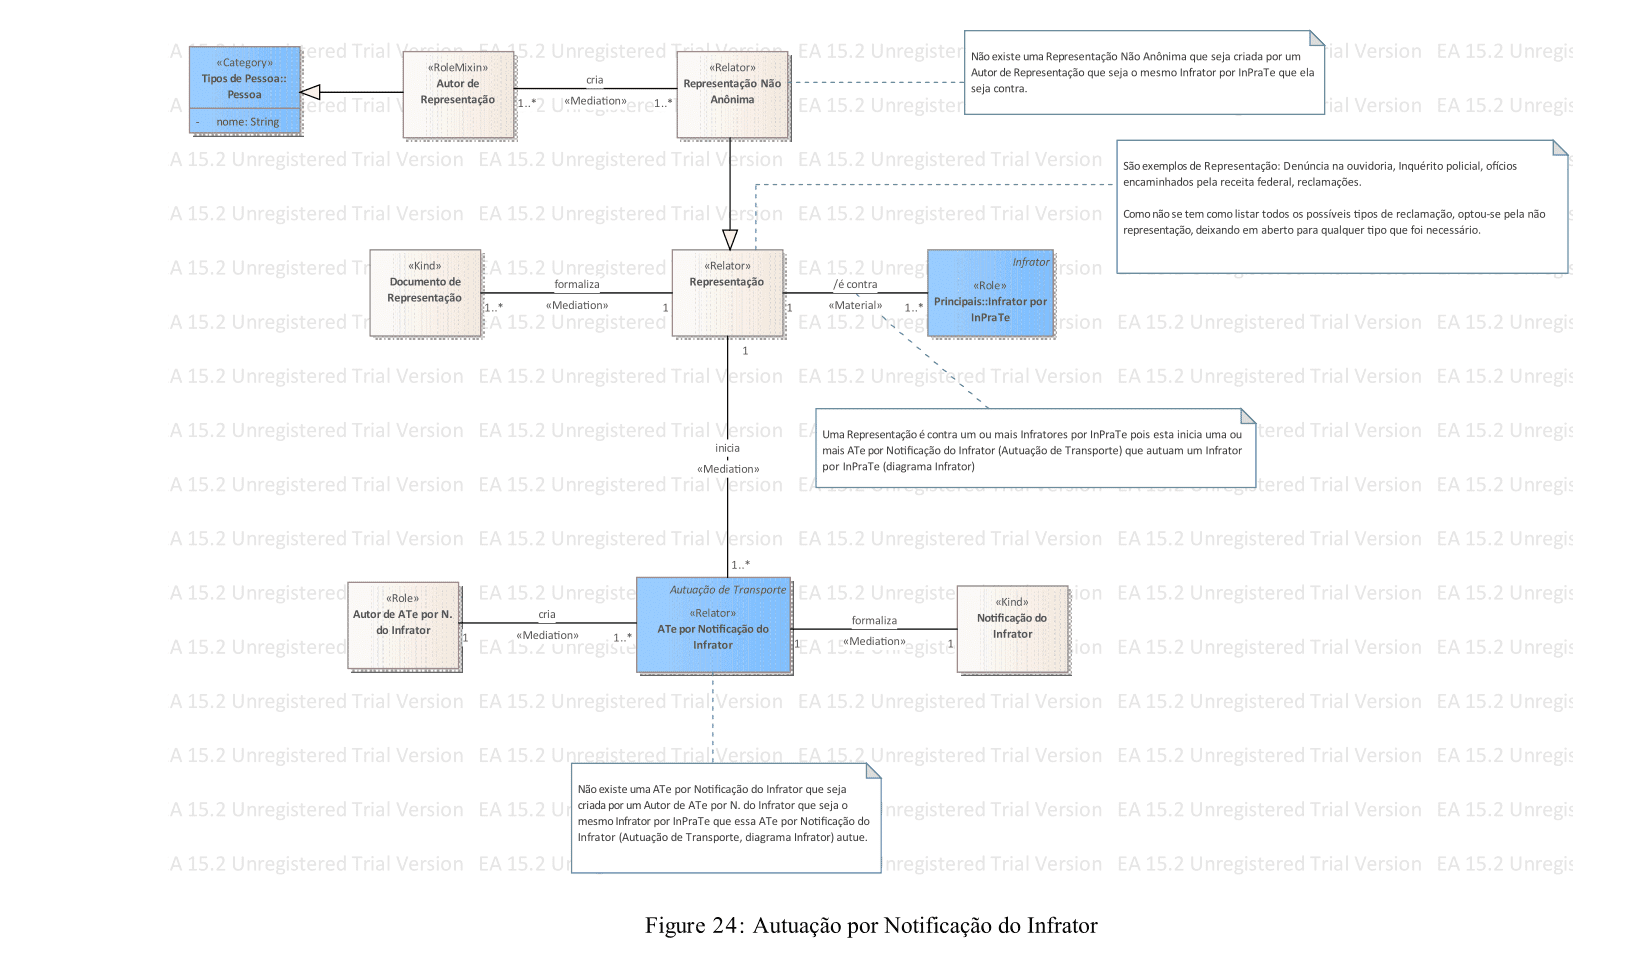 «Category»
Tipos de Pessoa::
Pessoa
- nome: String
«RoleMixin»
Autor de
Representação
cria
«Mediation»
1..*
1..*
«Relator»
Representação Não
Anônima
Não existe uma Representação Não Anônima que seja criada por um
Autor de Representação que seja o mesmo Infrator por InPraTe que ela
seja contra.
São exemplos de Representação: Denúncia na ouvidoria, Inquérito policial, ofícios
encaminhados pela receita federal, reclamações.
Como não se tem como listar todos os possíveis tipos de reclamação, optou-se pela não
representação, deixando em aberto para qualquer tipo que foi necessário.
«Kind»
Documento de
Representação
formaliza
«Mediation»
1..*
1
«Relator»
Representação
/é contra
«Material»
1
1..*
Infrator
«Role»
Principais::Infrator por
InPraTe
Uma Representação é contra um ou mais Infratores por InPraTe pois esta inicia uma ou
mais ATe por Notificação do Infrator (Autuação de Transporte) que autuam um Infrator
por InPraTe (diagrama Infrator)
1
inicia
«Mediation»
1..*
«Role»
Autor de ATe por N.
do Infrator
cria
«Mediation»
1
1..*
Autuação de Transporte
«Relator»
ATe por Notificação do
Infrator
formaliza
«Mediation»
1
1
«Kind»
Notificação do
Infrator
Não existe uma ATe por Notificação do Infrator que seja
criada por um Autor de ATe por N. do Infrator que seja o
mesmo Infrator por InPraTe que essa ATe por Notificação do
Infrator (Autuação de Transporte, diagrama Infrator) autue.
EA 15.2 Unregistered Trial Version
Figure 24: Autuação por Notificação do Infrator